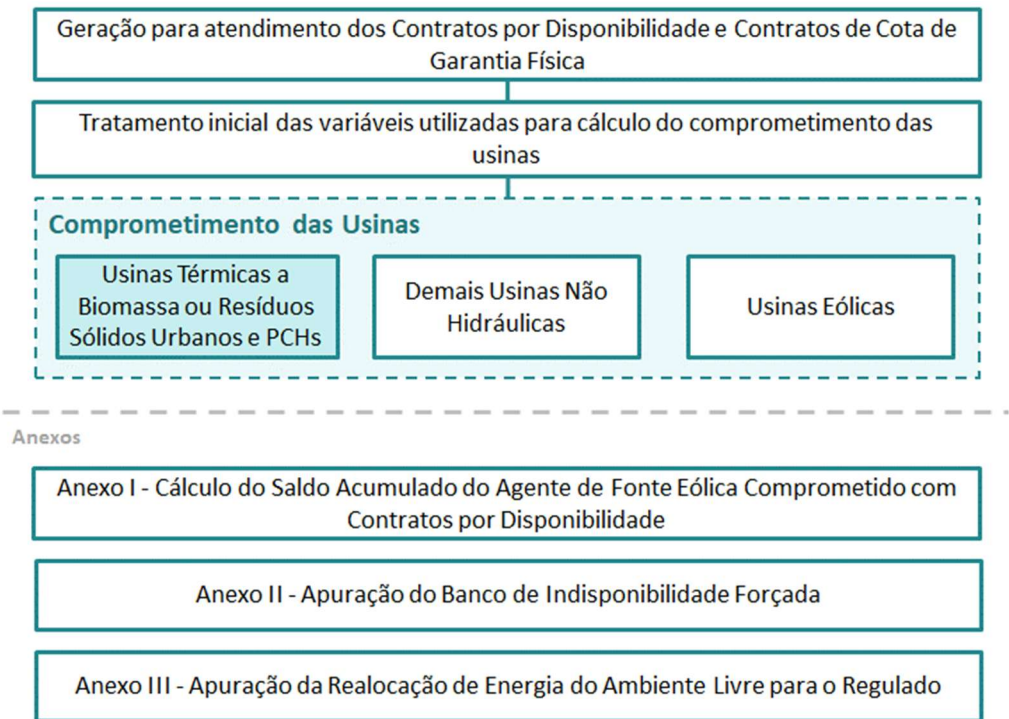 Geração para atendimento dos Contratos por Disponibilidade e Contratos de Cota de
Garantia Física
Tratamento inicial das variáveis utilizadas para cálculo do comprometimento das
usinas
Comprometimento das Usinas
Usinas Térmicas a
Biomassa ou Resíduos
Sólidos Urbanos e PCHs
Demais Usinas Não
Hidráulicas
Usinas Eólicas
Anexos
Anexo I - Cálculo do Saldo Acumulado do Agente de Fonte Eólica Comprometido com
Contratos por Disponibilidade
Anexo II - Apuração do Banco de Indisponibilidade Forçada
Anexo III - Apuração da Realocação de Energia do Ambiente Livre para o Regulado